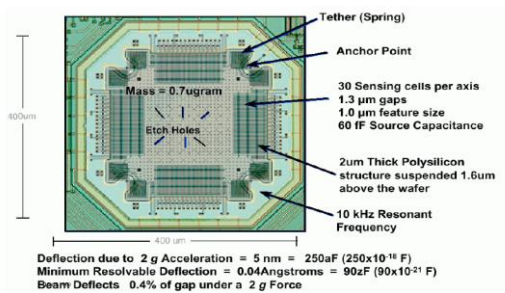 Tether (Spring)
Anchor Point
Mass = 0.7ugram
30 Sensing cells per axis
1.3 µm gaps
1.0 µm feature size
60 fF Source Capacitance
400um
Etch Holes
2um Thick Polysilicon
structure suspended 1.6um
above the wafer
10 kHz Resonant
Frequency
400 um
Deflection due to 2 g Acceleration = 5 nm = 250aF (250x10⁻¹⁸ F)
Minimum Resolvable Deflection = 0.04Angstroms = 90zF (90x10⁻²¹ F)
Beam Deflects 0.4% of gap under a 2 g Force